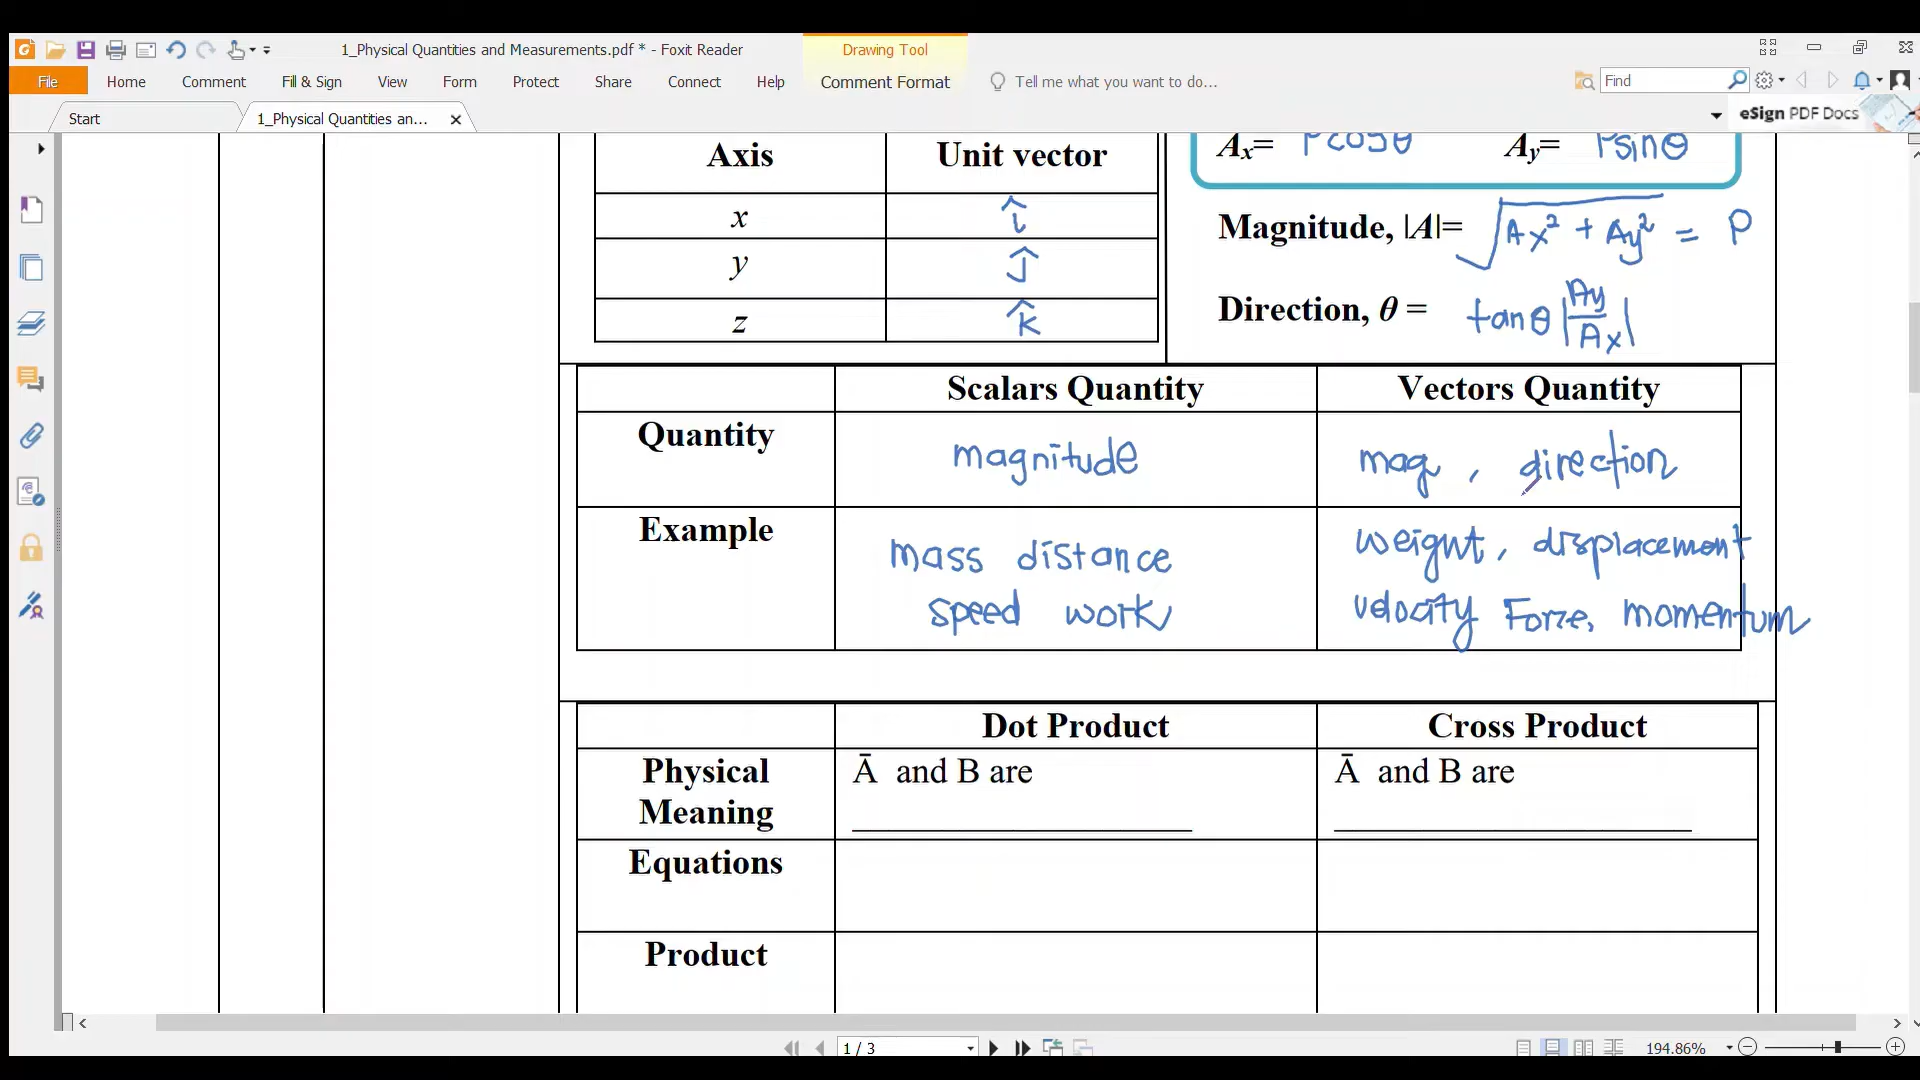 1_Physical Quantities and Measurements.pdf * - Foxit Reader
Drawing Tool
File Home Comment Fill & Sign View Form Protect Share Connect Help Comment Format Tell me what you want to do... Find
Start 1_Physical Quantities an... eSign PDF Docs
Axis Unit vector
x î
y ĵ
z k̂
Aₓ= Pcosθ Aᵧ= Psinθ
Magnitude, |A|= √(Ax² + Ay²) = P
Direction, θ = tanθ |Ay/Ax|
Scalars Quantity Vectors Quantity
Quantity magnitude mag, direction
Example mass distance weight, displacement
speed work velocity Force, momentum
Dot Product Cross Product
Physical Ā and B are Ā and B are
Meaning ____________________ ____________________
Equations
Product
1 / 3 194.86%